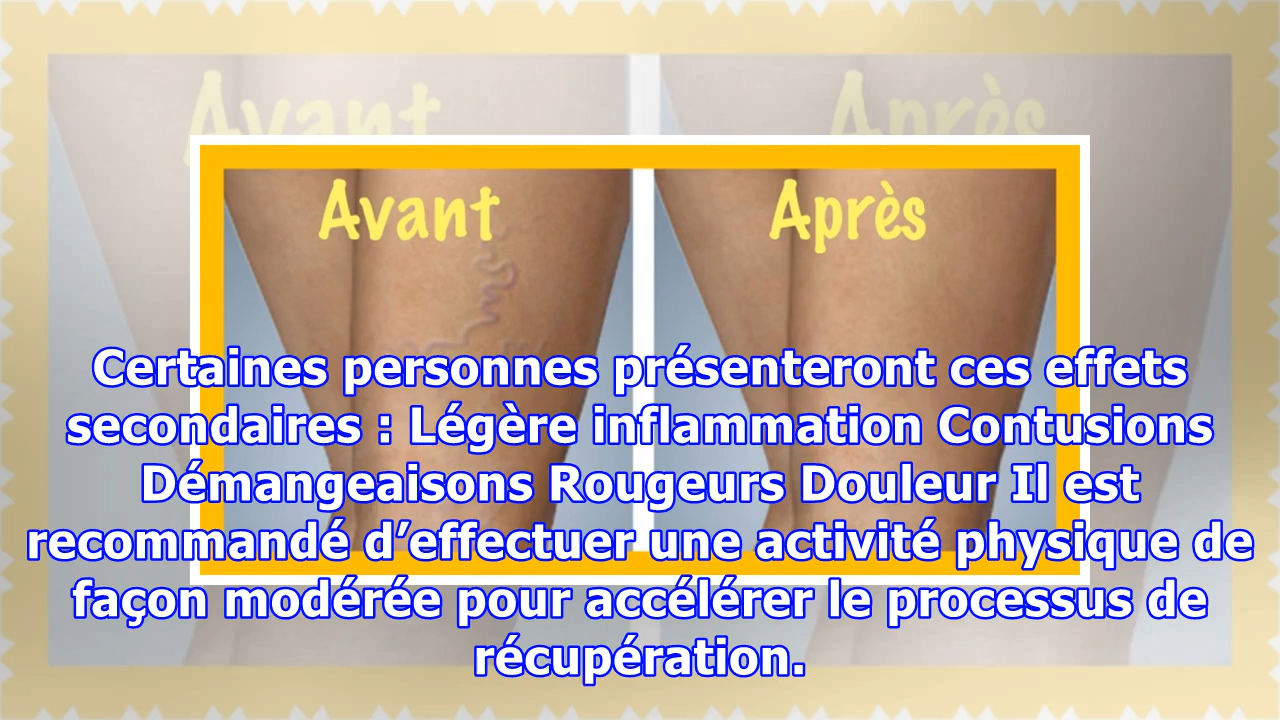 Avant Après
Avant Après
Certaines personnes présenteront ces effets
secondaires : Légère inflammation Contusions
Démangeaisons Rougeurs Douleur Il est
recommandé d’effectuer une activité physique de
façon modérée pour accélérer le processus de
récupération.